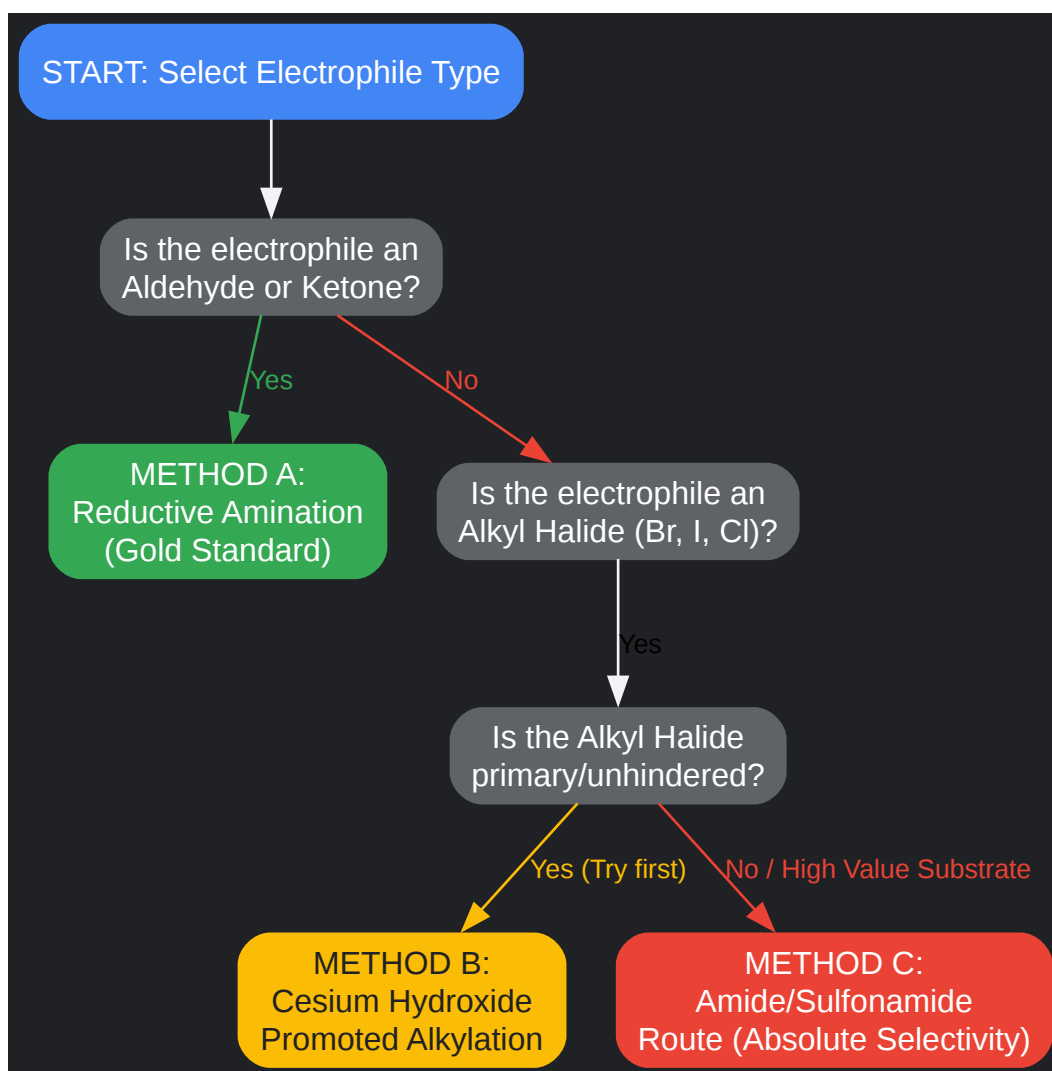 START: Select Electrophile Type
Is the electrophile an
Aldehyde or Ketone?
Yes
No
METHOD A:
Reductive Amination
(Gold Standard)
Is the electrophile an
Alkyl Halide (Br, I, Cl)?
Yes
Is the Alkyl Halide
primary/unhindered?
Yes (Try first)
No / High Value Substrate
METHOD B:
Cesium Hydroxide
Promoted Alkylation
METHOD C:
Amide/Sulfonamide
Route (Absolute Selectivity)